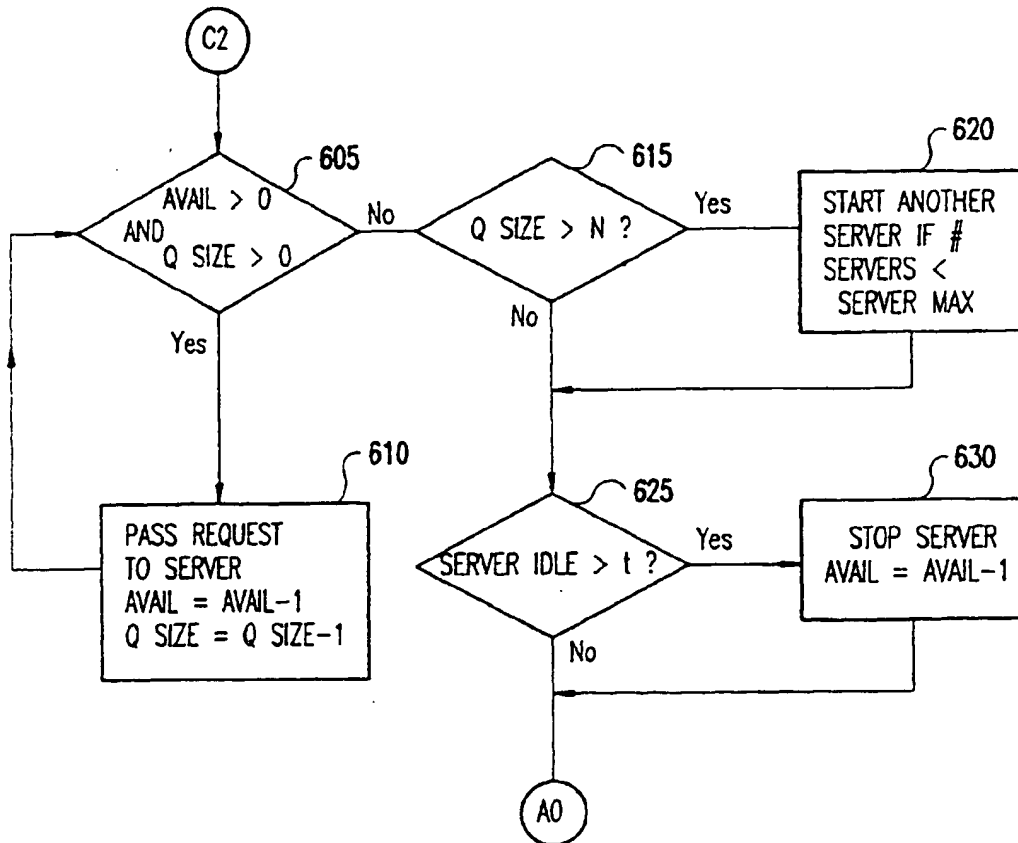 C2
605
AVAIL > 0
AND
Q SIZE > 0
No
Yes
615
Q SIZE > N ?
Yes
No
620
START ANOTHER
SERVER IF #
SERVERS <
SERVER MAX
610
PASS REQUEST
TO SERVER
AVAIL = AVAIL-1
Q SIZE = Q SIZE-1
625
SERVER IDLE > t ?
Yes
No
630
STOP SERVER
AVAIL = AVAIL-1
A0